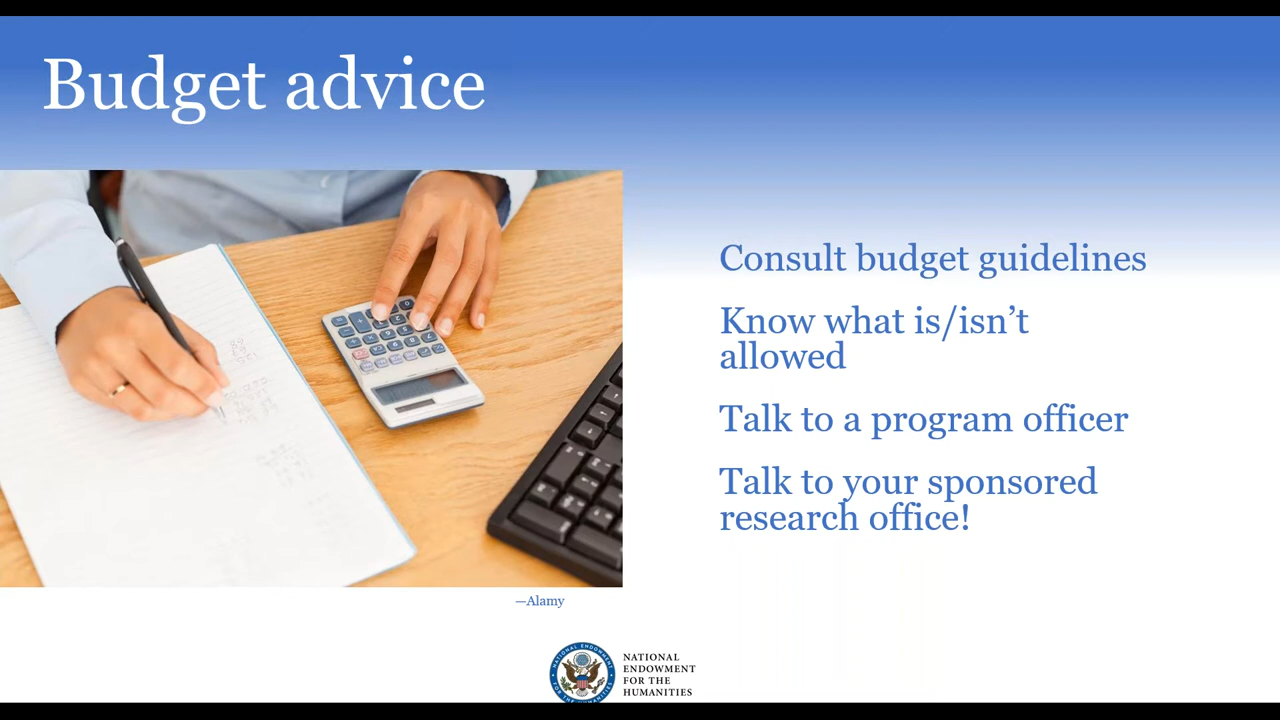 Budget advice
Consult budget guidelines
Know what is/isn’t
allowed
Talk to a program officer
Talk to your sponsored
research office!
—Alamy
NATIONAL
ENDOWMENT
FOR THE
HUMANITIES